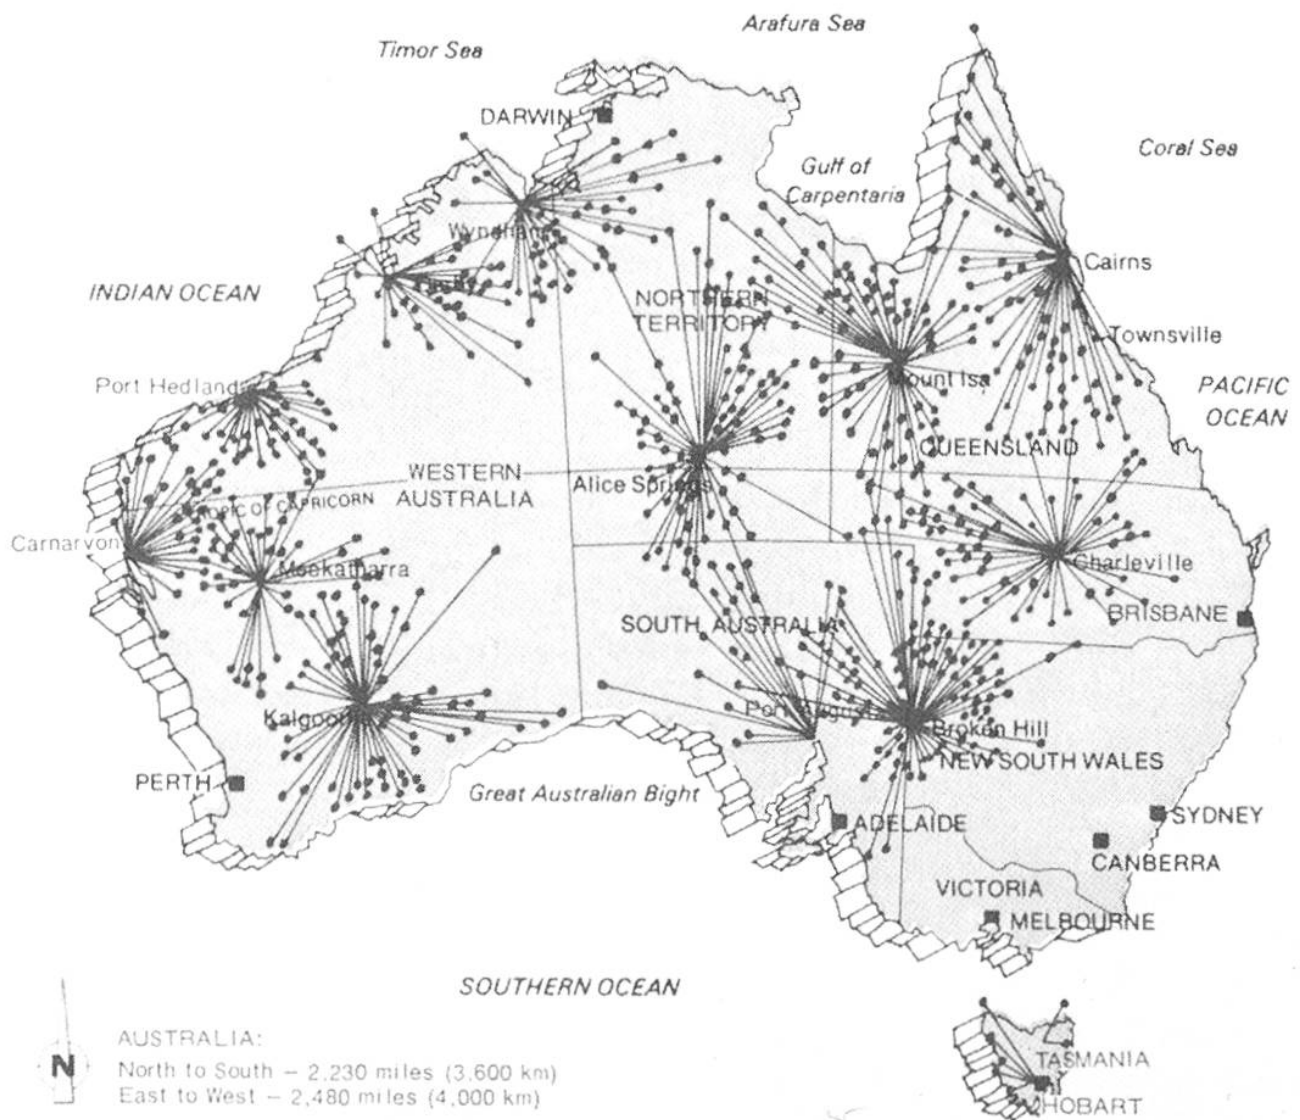 Arafura Sea
Timor Sea
DARWIN
Coral Sea
Gulf of
Carpentaria
Wyndham
Cairns
INDIAN OCEAN
NORTHERN
TERRITORY
Townsville
Port Hedland
Mount Isa
PACIFIC
OCEAN
QUEENSLAND
WESTERN
AUSTRALIA
Alice Springs
TROPIC OF CAPRICORN
Carnarvon
Meekatharra
Charleville
BRISBANE
SOUTH AUSTRALIA
Kalgoorlie
Port Augusta
Broken Hill
NEW SOUTH WALES
PERTH
Great Australian Bight
SYDNEY
ADELAIDE
CANBERRA
VICTORIA
MELBOURNE
SOUTHERN OCEAN
N
AUSTRALIA:
North to South – 2,230 miles (3,600 km)
East to West – 2,480 miles (4,000 km)
TASMANIA
HOBART